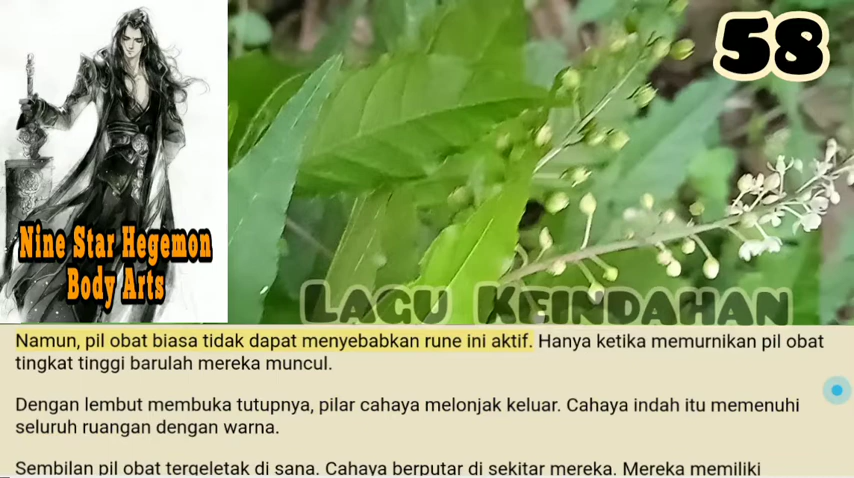 58
Nine Star Hegemon
Body Arts
Lagu Keindahan
Namun, pil obat biasa tidak dapat menyebabkan rune ini aktif. Hanya ketika memurnikan pil obat
tingkat tinggi barulah mereka muncul.
Dengan lembut membuka tutupnya, pilar cahaya melonjak keluar. Cahaya indah itu memenuhi
seluruh ruangan dengan warna.
Sembilan pil obat tergeletak di sana. Cahaya berputar di sekitar mereka. Mereka memiliki